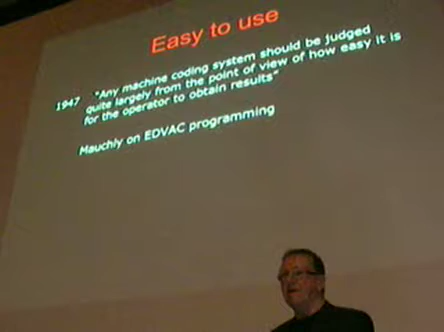 Easy to use
1947 "Any machine coding system should be judged
quite largely from the point of view of how easy it is
for the operator to obtain results"
Mauchly on EDVAC programming